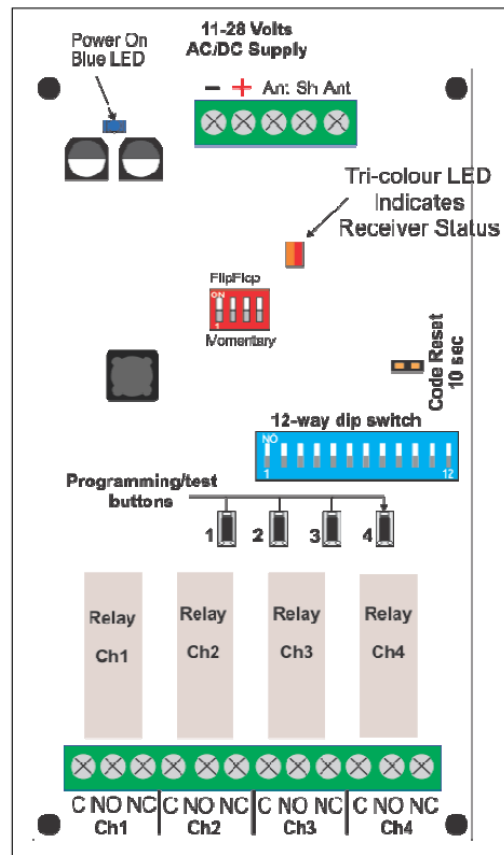 11-28 Volts
AC/DC Supply
Power On
Blue LED
- + Ant Sh Ant
Tri-colour LED
Indicates
Receiver Status
FlipFlop
ON
1
Momentary
Code Reset
10 sec
12-way dip switch
NO
1 12
Programming/test
buttons
1 2 3 4
Relay Relay Relay Relay
Ch1 Ch2 Ch3 Ch4
C NO NC C NO NC C NO NC C NO NC
Ch1 Ch2 Ch3 Ch4